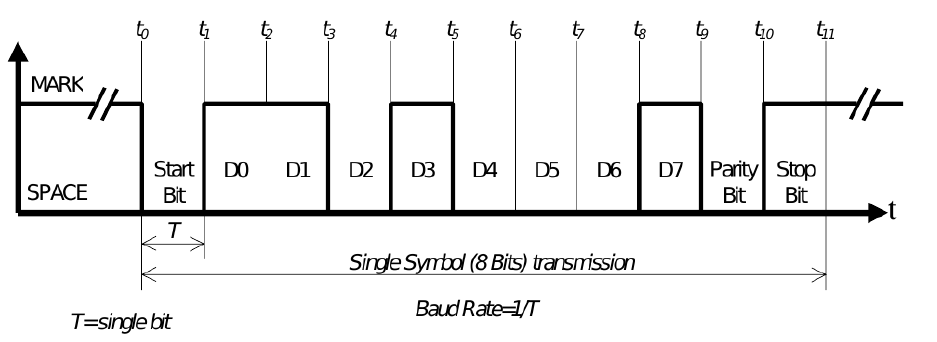 t0 t1 t2 t3 t4 t5 t6 t7 t8 t9 t10 t11
MARK
Start D0 D1 D2 D3 D4 D5 D6 D7 Parity Stop
Bit Bit Bit
SPACE
t
T
Single Symbol (8 Bits) transmission
Baud Rate=1/T
T=single bit